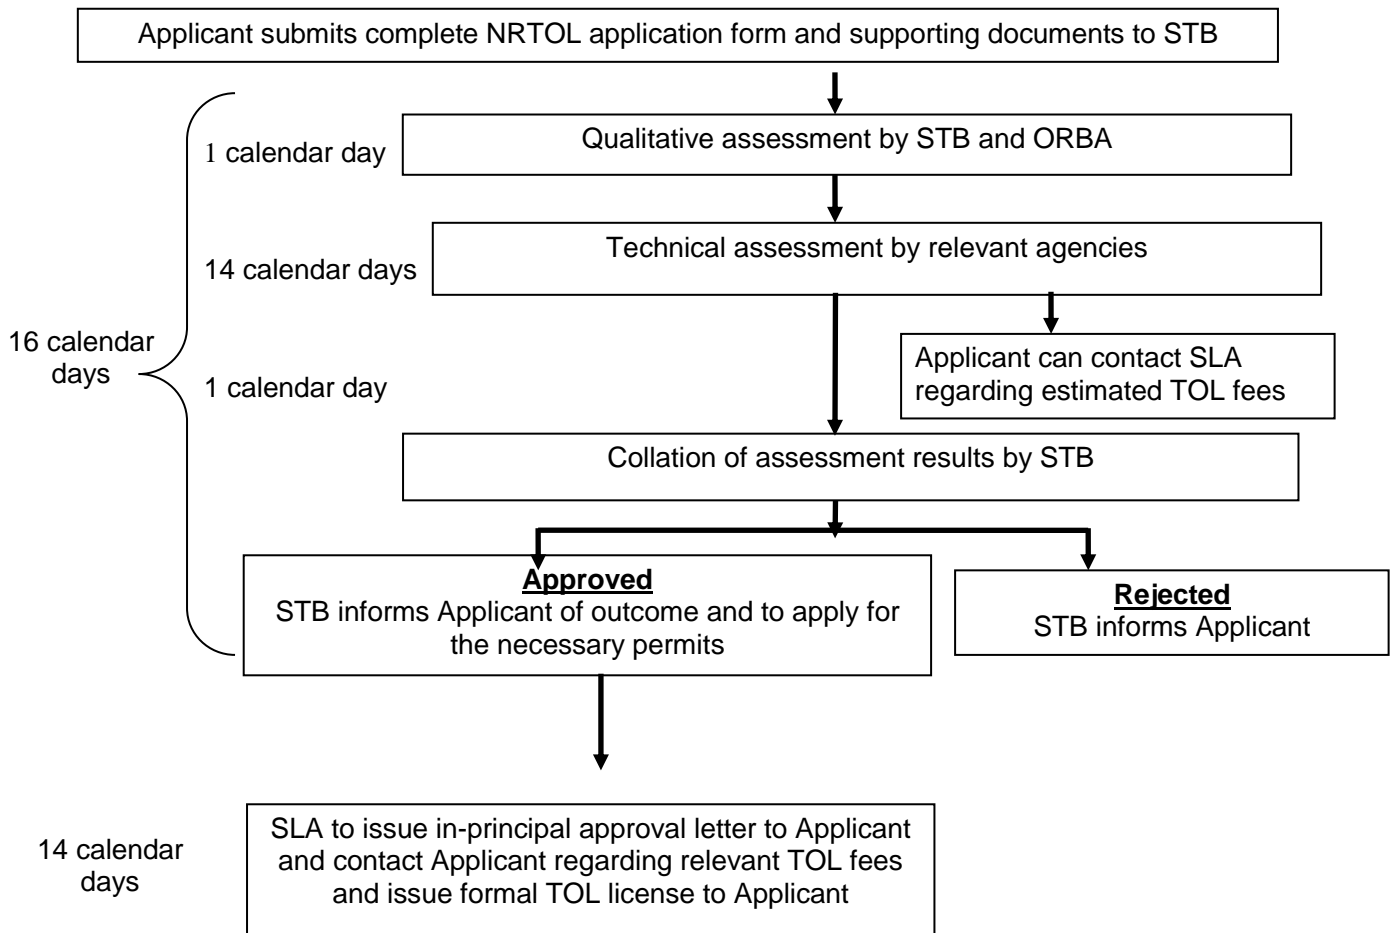 Applicant submits complete NRTOL application form and supporting documents to STB
1 calendar day
Qualitative assessment by STB and ORBA
14 calendar days
Technical assessment by relevant agencies
16 calendar
days
Applicant can contact SLA
regarding estimated TOL fees
1 calendar day
Collation of assessment results by STB
Approved
STB informs Applicant of outcome and to apply for
the necessary permits
Rejected
STB informs Applicant
14 calendar
days
SLA to issue in-principal approval letter to Applicant
and contact Applicant regarding relevant TOL fees
and issue formal TOL license to Applicant